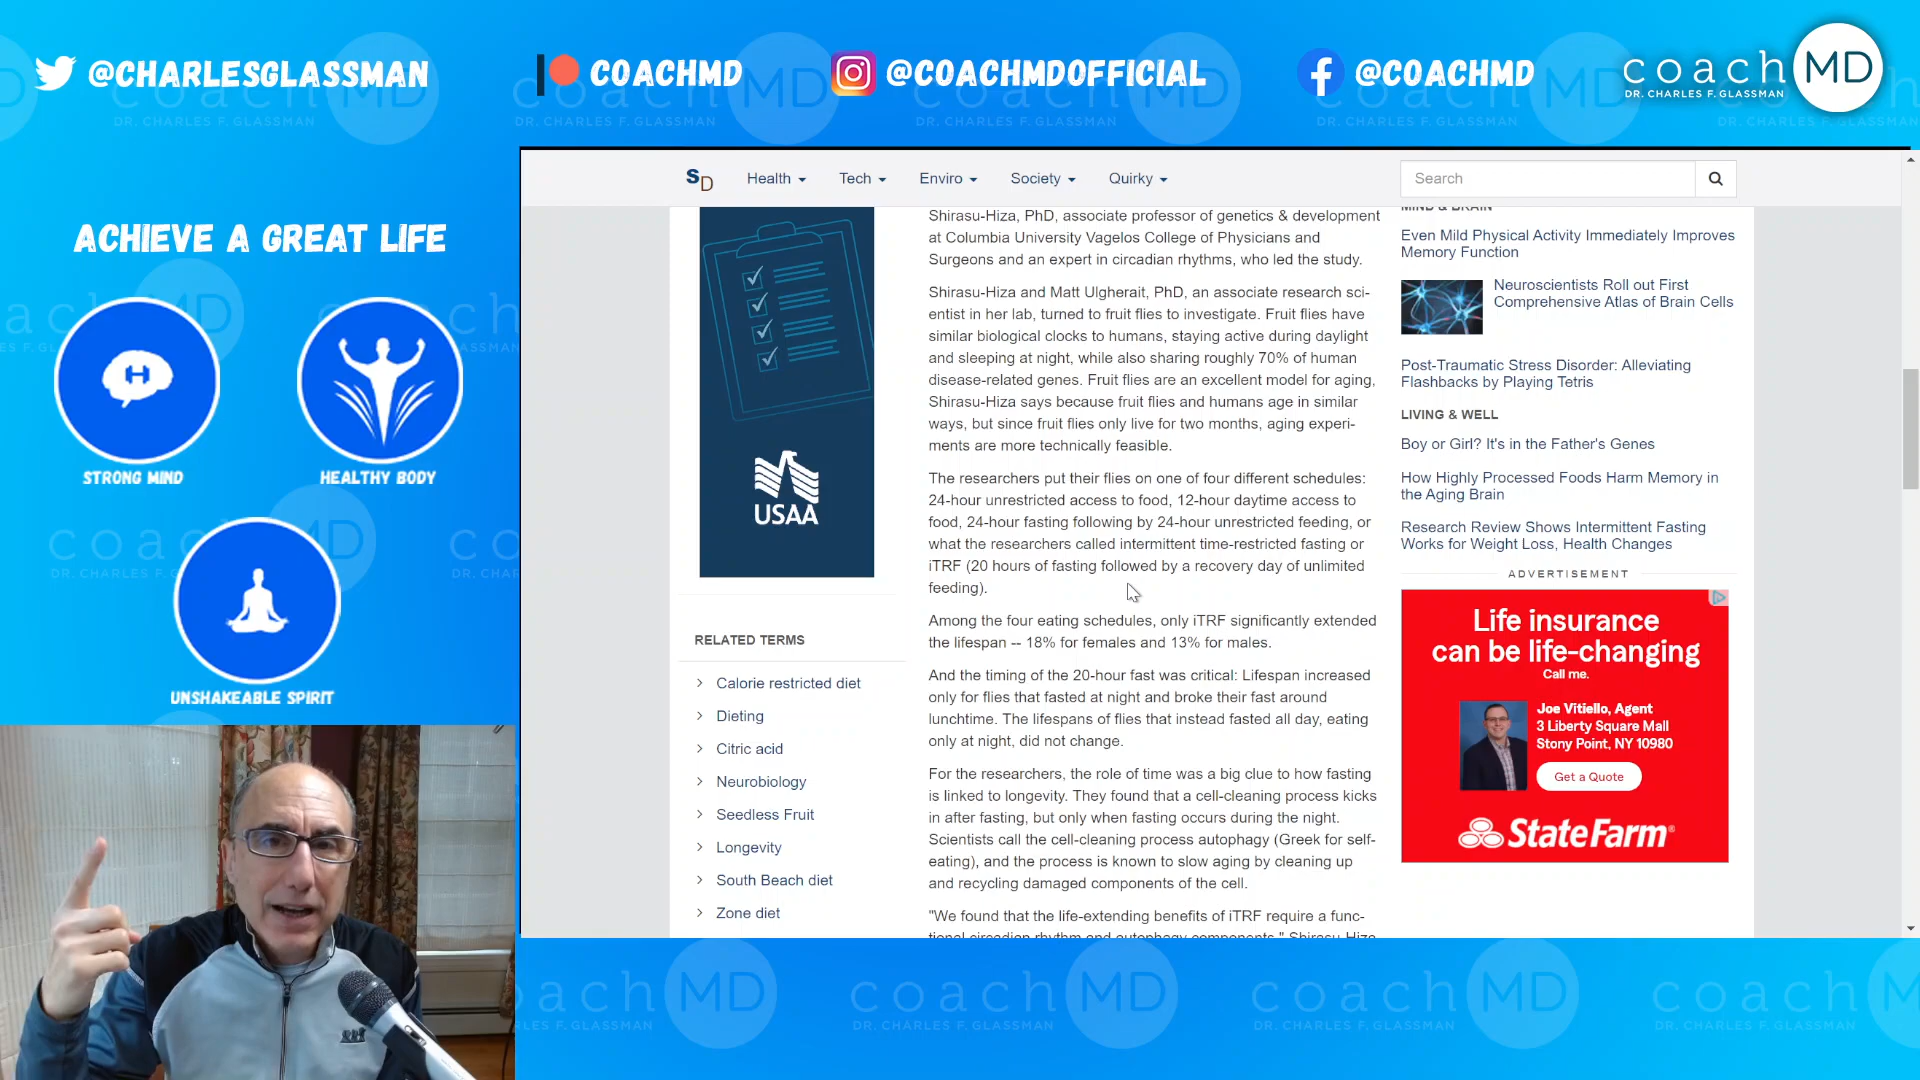 @CHARLESGLASSMAN
COACHMD
@COACHMDOFFICIAL
@COACHMD
coach MD
DR. CHARLES F. GLASSMAN
ACHIEVE A GREAT LIFE
STRONG MIND
HEALTHY BODY
UNSHAKEABLE SPIRIT
SD
Health
Tech
Enviro
Society
Quirky
Search
USAA
RELATED TERMS
Calorie restricted diet
Dieting
Citric acid
Neurobiology
Seedless Fruit
Longevity
South Beach diet
Zone diet
Shirasu-Hiza, PhD, associate professor of genetics & development
at Columbia University Vagelos College of Physicians and
Surgeons and an expert in circadian rhythms, who led the study.
Shirasu-Hiza and Matt Ulgherait, PhD, an associate research sci-
entist in her lab, turned to fruit flies to investigate. Fruit flies have
similar biological clocks to humans, staying active during daylight
and sleeping at night, while also sharing roughly 70% of human
disease-related genes. Fruit flies are an excellent model for aging,
Shirasu-Hiza says because fruit flies and humans age in similar
ways, but since fruit flies only live for two months, aging experi-
ments are more technically feasible.
The researchers put their flies on one of four different schedules:
24-hour unrestricted access to food, 12-hour daytime access to
food, 24-hour fasting following by 24-hour unrestricted feeding, or
what the researchers called intermittent time-restricted fasting or
iTRF (20 hours of fasting followed by a recovery day of unlimited
feeding).
Among the four eating schedules, only iTRF significantly extended
the lifespan -- 18% for females and 13% for males.
And the timing of the 20-hour fast was critical: Lifespan increased
only for flies that fasted at night and broke their fast around
lunchtime. The lifespans of flies that instead fasted all day, eating
only at night, did not change.
For the researchers, the role of time was a big clue to how fasting
is linked to longevity. They found that a cell-cleaning process kicks
in after fasting, but only when fasting occurs during the night.
Scientists call the cell-cleaning process autophagy (Greek for self-
eating), and the process is known to slow aging by cleaning up
and recycling damaged components of the cell.
"We found that the life-extending benefits of iTRF require a func-
tional circadian rhythm and autophagy components," Shirasu-Hiza
MIND & BRAIN
Even Mild Physical Activity Immediately Improves
Memory Function
Neuroscientists Roll out First
Comprehensive Atlas of Brain Cells
Post-Traumatic Stress Disorder: Alleviating
Flashbacks by Playing Tetris
LIVING & WELL
Boy or Girl? It's in the Father's Genes
How Highly Processed Foods Harm Memory in
the Aging Brain
Research Review Shows Intermittent Fasting
Works for Weight Loss, Health Changes
ADVERTISEMENT
Life insurance
can be life-changing
Call me.
Joe Vitiello, Agent
3 Liberty Square Mall
Stony Point, NY 10980
Get a Quote
StateFarm®
coach MD
DR. CHARLES F. GLASSMAN